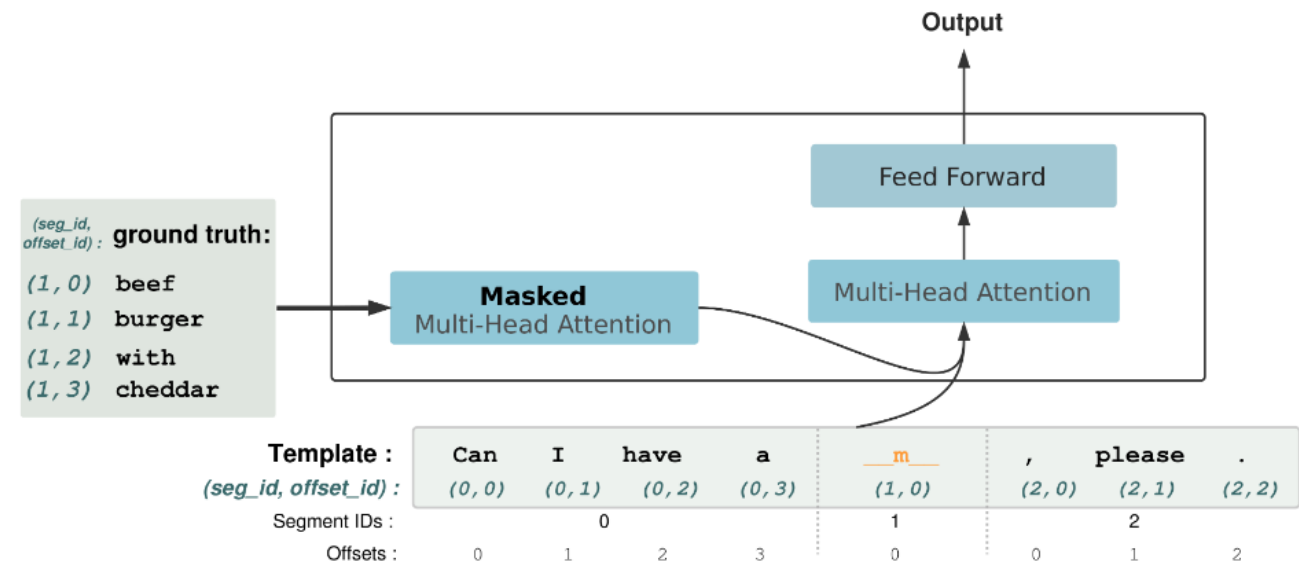 Output
Feed Forward
Multi-Head Attention
Masked
Multi-Head Attention
(seg_id,
offset_id) : ground truth:
(1,0) beef
(1,1) burger
(1,2) with
(1,3) cheddar
Template : Can I have a __m__ , please .
(seg_id, offset_id) : (0,0) (0,1) (0,2) (0,3) (1,0) (2,0) (2,1) (2,2)
Segment IDs : 0 1 2
Offsets : 0 1 2 3 0 0 1 2